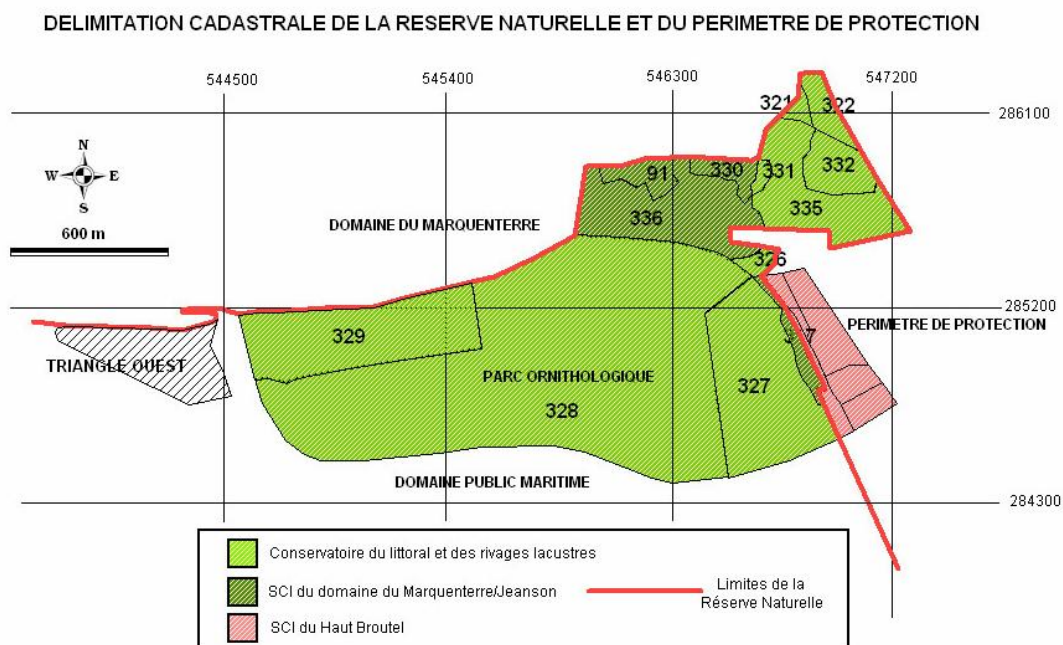 DELIMITATION CADASTRALE DE LA RESERVE NATURELLE ET DU PERIMETRE DE PROTECTION
544500
545400
546300
547200
321
322
286100
N
W
E
S
91
330
331
332
600 m
DOMAINE DU MARQUENTERRE
336
335
326
285200
329
7
PERIMETRE DE PROTECTION
TRIANGLE OUEST
PARC ORNITHOLOGIQUE
327
328
DOMAINE PUBLIC MARITIME
284300
Conservatoire du littoral et des rivages lacustres
SCI du domaine du Marquenterre/Jeanson
Limites de la
Réserve Naturelle
SCI du Haut Broutel